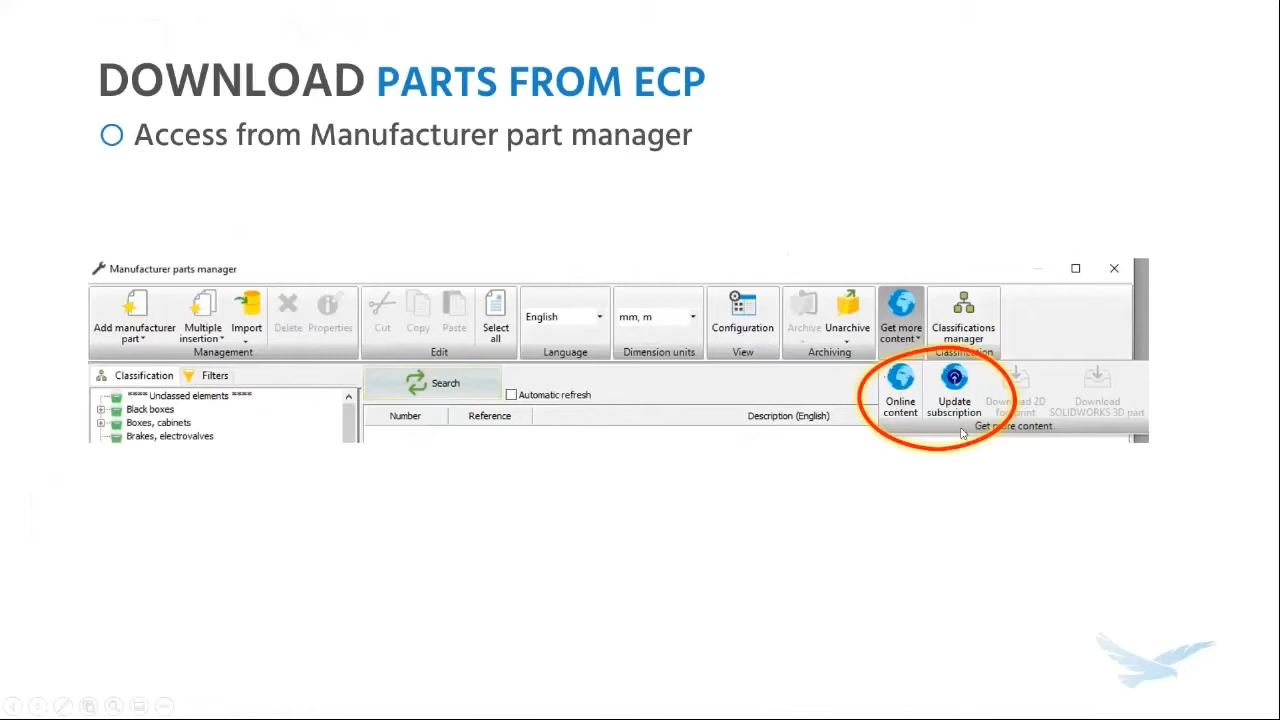 DOWNLOAD PARTS FROM ECP
Access from Manufacturer part manager
Manufacturer parts manager
Add manufacturer part
Multiple insertion
Import
Delete
Properties
Management
Cut
Copy
Paste
Select all
Edit
English
Language
mm, m
Dimension units
Configuration
View
Archive
Unarchive
Archiving
Get more content
Classifications manager
Classification
Classification
Filters
Search
Automatic refresh
Online content
Update subscription
Download 2D footprint
Download SOLIDWORKS 3D part
Get more content
**** Unclassed elements ****
Black boxes
Boxes, cabinets
Brakes, electrovalves
Number
Reference
Description (English)